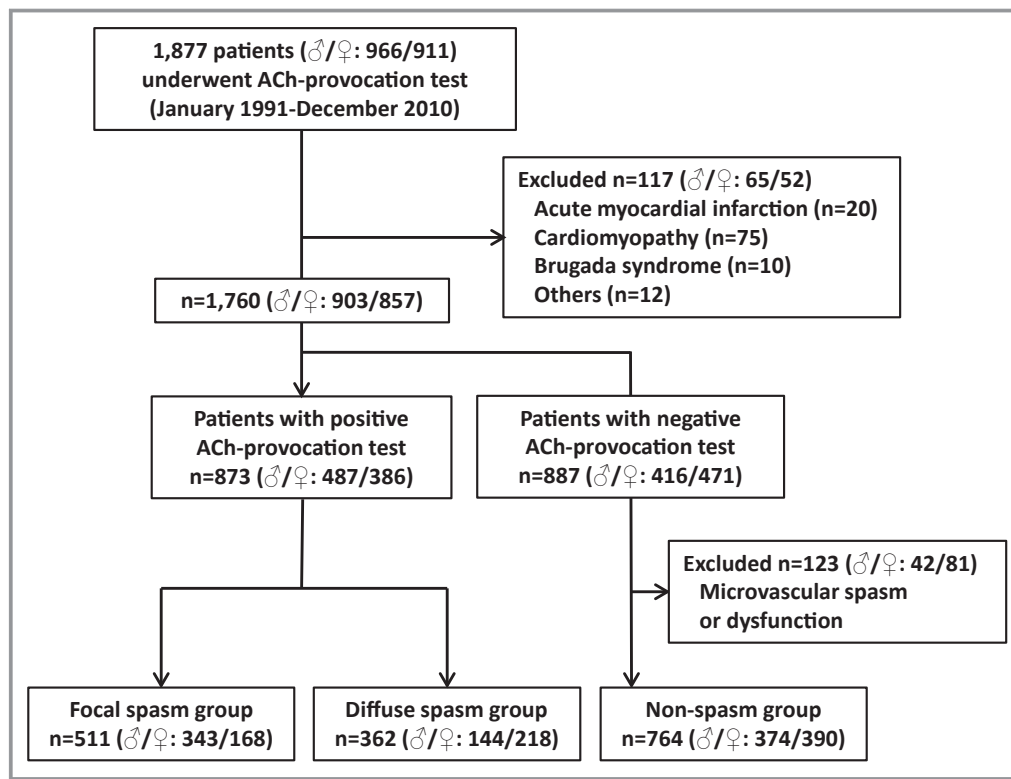 1,877 patients (♂/♀: 966/911)
underwent ACh-provocation test
(January 1991-December 2010)
Excluded n=117 (♂/♀: 65/52)
Acute myocardial infarction (n=20)
Cardiomyopathy (n=75)
Brugada syndrome (n=10)
Others (n=12)
n=1,760 (♂/♀: 903/857)
Patients with positive
ACh-provocation test
n=873 (♂/♀: 487/386)
Patients with negative
ACh-provocation test
n=887 (♂/♀: 416/471)
Excluded n=123 (♂/♀: 42/81)
Microvascular spasm
or dysfunction
Focal spasm group
n=511 (♂/♀: 343/168)
Diffuse spasm group
n=362 (♂/♀: 144/218)
Non-spasm group
n=764 (♂/♀: 374/390)